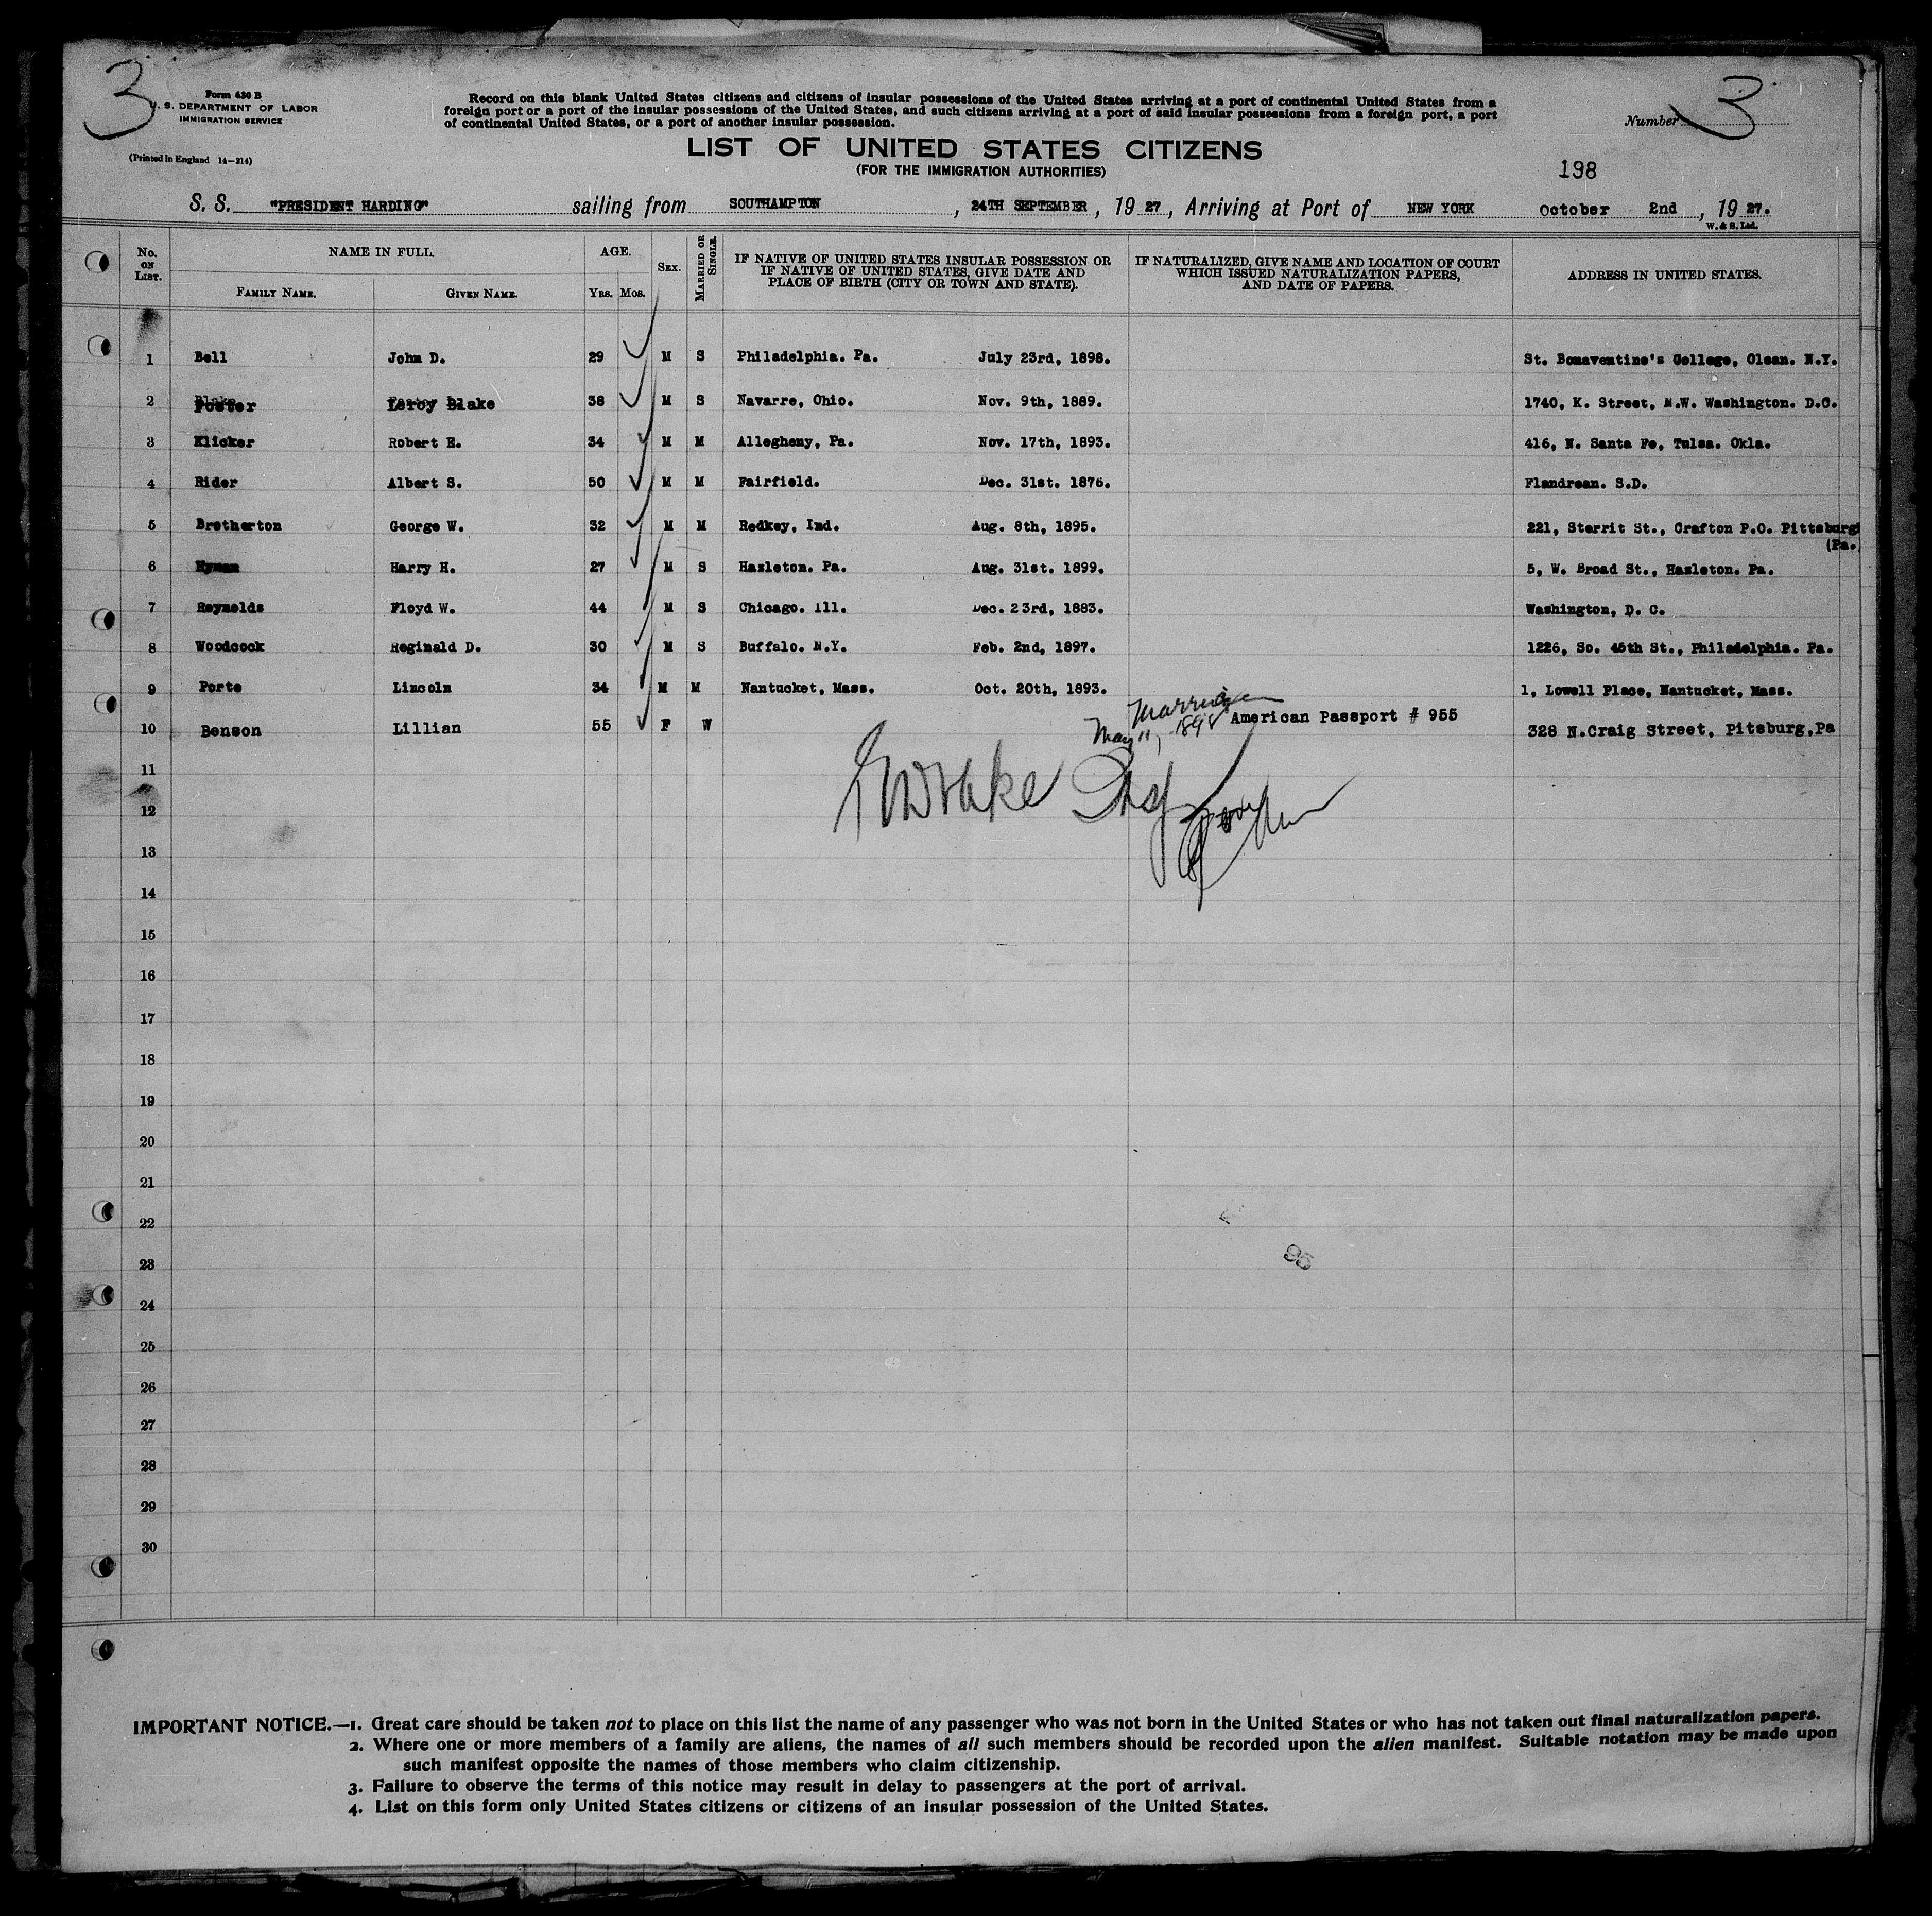 3
Form 630 B
U. S. DEPARTMENT OF LABOR
IMMIGRATION SERVICE
(Printed in England 14—214)
Record on this blank United States citizens and citizens of insular possessions of the United States arriving at a port of continental United States from a
foreign port or a port of the insular possessions of the United States, and such citizens arriving at a port of said insular possessions from a foreign port, a port
of continental United States, or a port of another insular possession.
Number 3
LIST OF UNITED STATES CITIZENS
(FOR THE IMMIGRATION AUTHORITIES)
198
S. S. "PRESIDENT HARDING" sailing from SOUTHAMPTON, 24TH SEPTEMBER, 1927, Arriving at Port of NEW YORK October 2nd, 1927.
W. & S. Ltd.
No. ON LIST. NAME IN FULL. AGE. SEX. MARRIED OR SINGLE. IF NATIVE OF UNITED STATES INSULAR POSSESSION OR IF NATIVE OF UNITED STATES, GIVE DATE AND PLACE OF BIRTH (CITY OR TOWN AND STATE). IF NATURALIZED, GIVE NAME AND LOCATION OF COURT WHICH ISSUED NATURALIZATION PAPERS, AND DATE OF PAPERS. ADDRESS IN UNITED STATES.
FAMILY NAME. GIVEN NAME. YRS. MOS.
1 Bell John D. 29 M S Philadelphia. Pa. July 23rd, 1898. St. Bonaventine's College, Olean. N.Y.
2 Foster Leroy Blake 38 M S Navarre, Ohio. Nov. 9th, 1889. 1740, K. Street, N.W. Washington. D.C.
3 Klicker Robert E. 34 M M Allegheny, Pa. Nov. 17th, 1893. 416, N. Santa Fe, Tulsa. Okla.
4 Rider Albert S. 50 M M Fairfield. Dec. 31st. 1876. Flandrean. S.D.
5 Bretherton George W. 32 M M Redkey, Ind. Aug. 8th, 1895. 221, Sterrit St., Crafton P.O. Pittsburg
(Pa.
6 Hyman Harry H. 27 M S Hazleton. Pa. Aug. 31st. 1899. 5, W. Broad St., Hazleton. Pa.
7 Reynolds Floyd W. 44 M S Chicago. Ill. Dec. 23rd, 1883. Washington, D. C.
8 Woodcock Reginald D. 30 M S Buffalo. N.Y. Feb. 2nd, 1897. 1226, So. 45th St., Philadelphia. Pa.
9 Porte Lincoln 34 M M Nantucket, Mass. Oct. 20th, 1893. 1, Lowell Place, Nantucket, Mass.
Marriage
May 11, 1898
10 Benson Lillian 55 F W American Passport # 955 328 N.Craig Street, Pitsburg,Pa
11
12
13
14
15
16
17
18
19
20
21
22
23
24
25
26
27
28
29
30
95
IMPORTANT NOTICE.—1. Great care should be taken not to place on this list the name of any passenger who was not born in the United States or who has not taken out final naturalization papers.
2. Where one or more members of a family are aliens, the names of all such members should be recorded upon the alien manifest. Suitable notation may be made upon
such manifest opposite the names of those members who claim citizenship.
3. Failure to observe the terms of this notice may result in delay to passengers at the port of arrival.
4. List on this form only United States citizens or citizens of an insular possession of the United States.